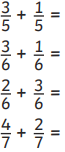 3/5 + 1/5 =
3/6 + 1/6 =
2/6 + 3/6 =
4/7 + 2/7 =